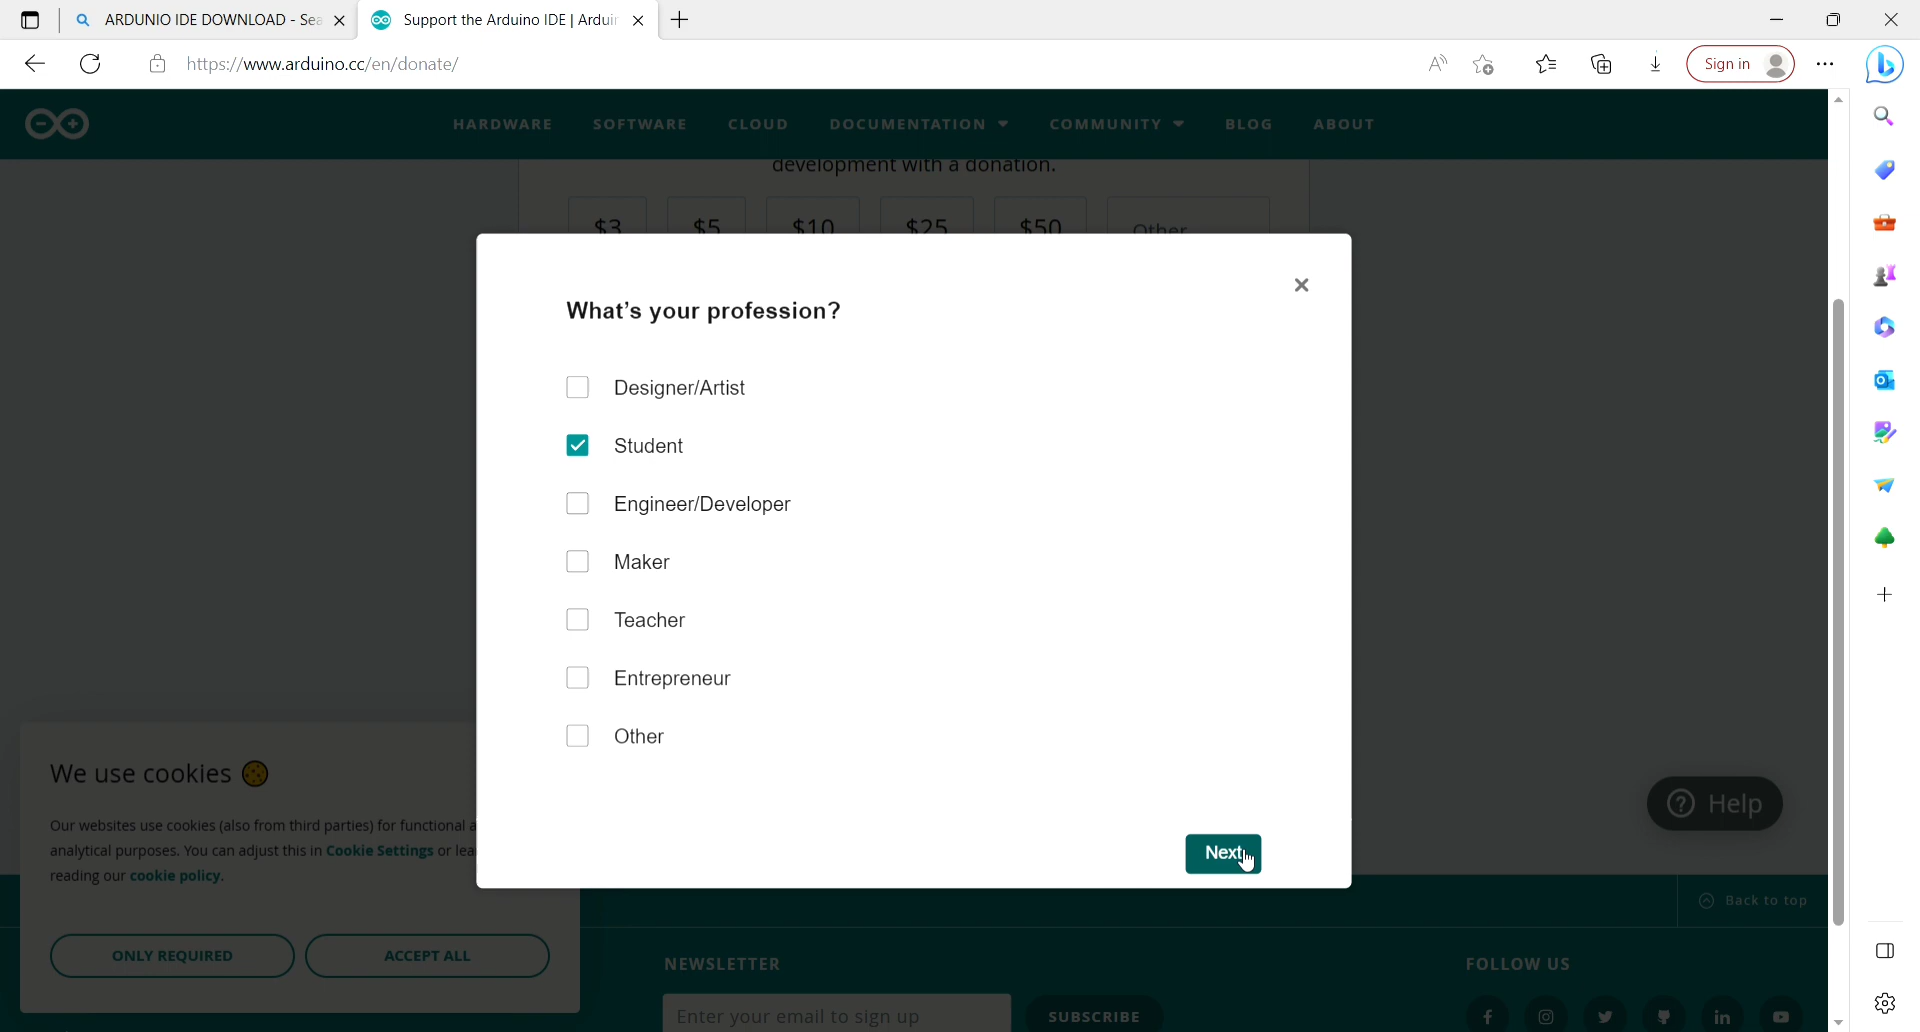 ARDUNIO IDE DOWNLOAD - Sea
Support the Arduino IDE | Arduin
https://www.arduino.cc/en/donate/
Sign in
HARDWARE SOFTWARE CLOUD DOCUMENTATION COMMUNITY BLOG ABOUT
development with a donation.
$3 $5 $10 $25 $50 Other
What's your profession?
Designer/Artist
Student
Engineer/Developer
Maker
Teacher
Entrepreneur
Other
Next
We use cookies
Our websites use cookies (also from third parties) for functional a
analytical purposes. You can adjust this in Cookie Settings or lea
reading our cookie policy.
ONLY REQUIRED ACCEPT ALL
Help
Back to top
NEWSLETTER
Enter your email to sign up
SUBSCRIBE
FOLLOW US